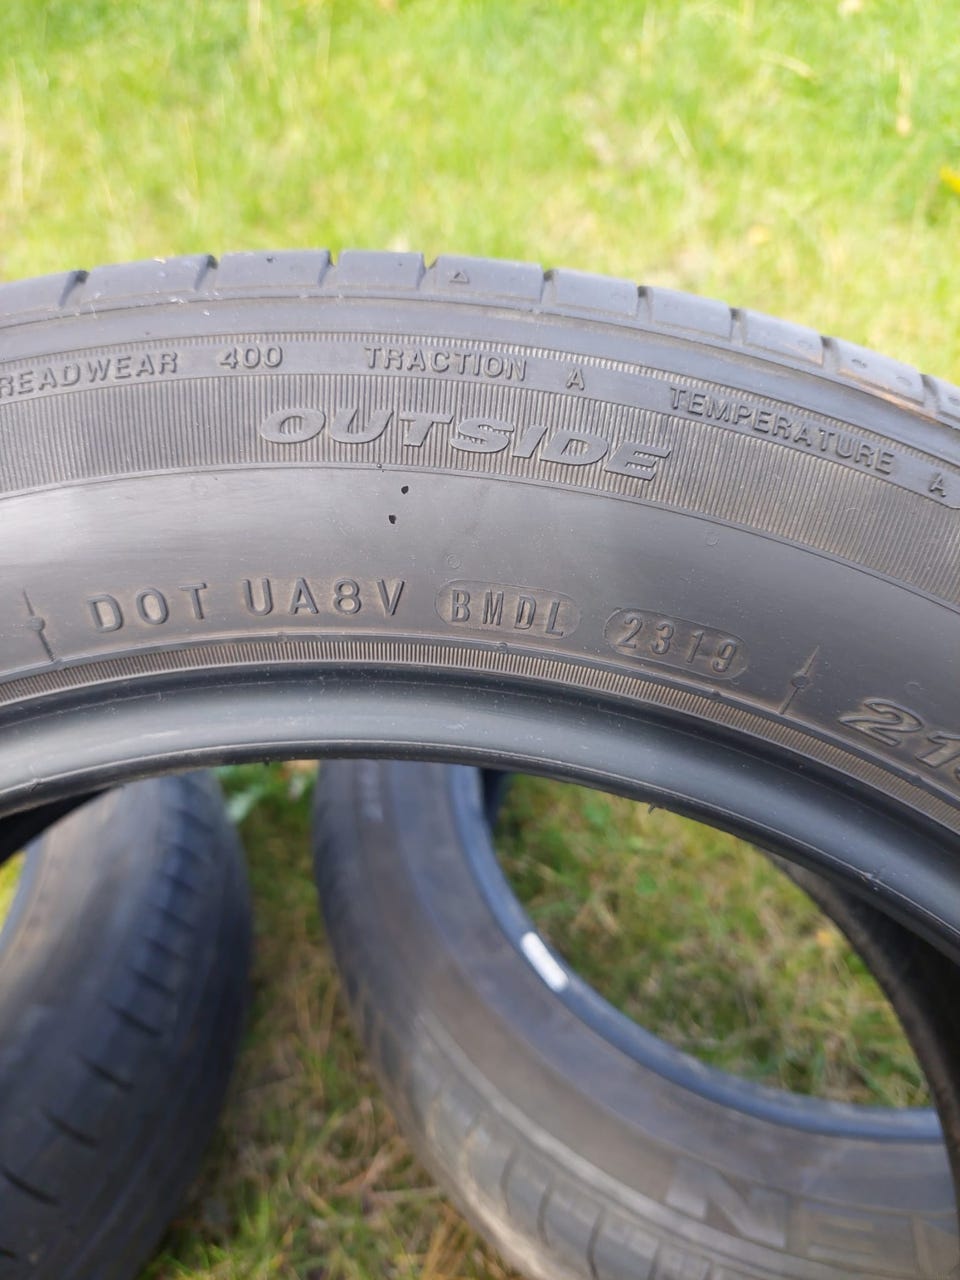 READWEAR 400 TRACTION A TEMPERATURE A
OUTSIDE
DOT UA8V BMDL 2319